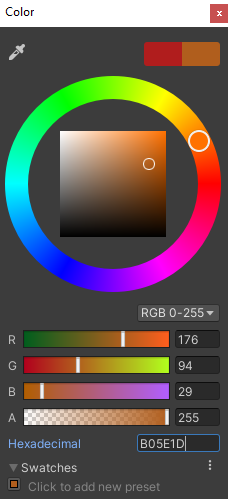 Color
x
RGB 0-255
R 176
G 94
B 29
A 255
Hexadecimal B05E1D
Swatches
Click to add new preset